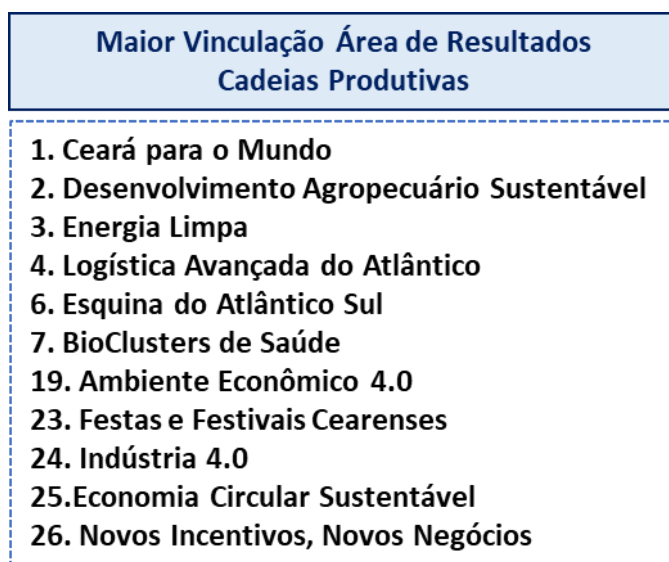 Maior Vinculação Área de Resultados
Cadeias Produtivas
1. Ceará para o Mundo
2. Desenvolvimento Agropecuário Sustentável
3. Energia Limpa
4. Logística Avançada do Atlântico
6. Esquina do Atlântico Sul
7. BioClusters de Saúde
19. Ambiente Econômico 4.0
23. Festas e Festivais Cearenses
24. Indústria 4.0
25.Economia Circular Sustentável
26. Novos Incentivos, Novos Negócios